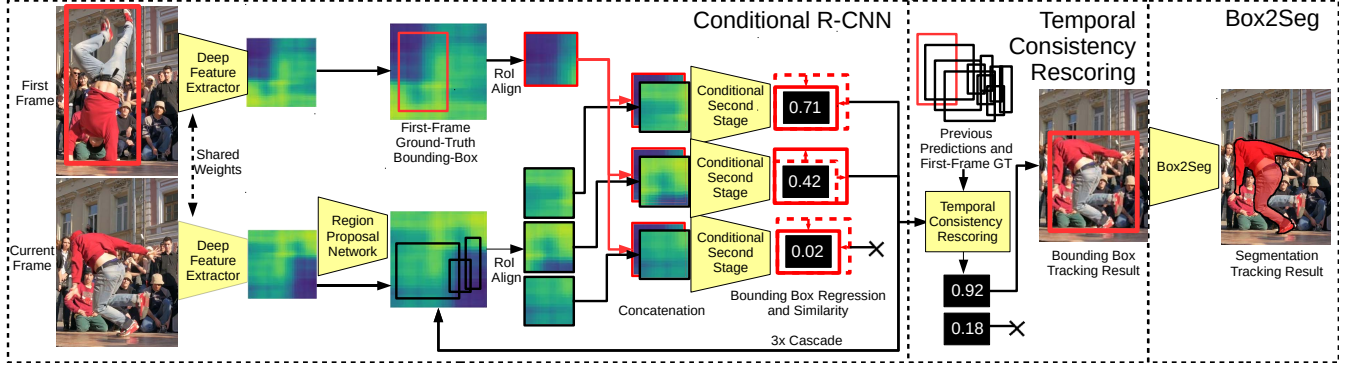 Conditional R-CNN
Temporal
Consistency
Rescoring
Box2Seg
First
Frame
Deep
Feature
Extractor
RoI
Align
First-Frame
Ground-Truth
Bounding-Box
Shared
Weights
Current
Frame
Deep
Feature
Extractor
Region
Proposal
Network
RoI
Align
Concatenation
Conditional
Second
Stage
0.71
Conditional
Second
Stage
0.42
Conditional
Second
Stage
0.02
Bounding Box Regression
and Similarity
3x Cascade
Previous
Predictions and
First-Frame GT
Temporal
Consistency
Rescoring
0.92
0.18
Bounding Box
Tracking Result
Box2Seg
Segmentation
Tracking Result